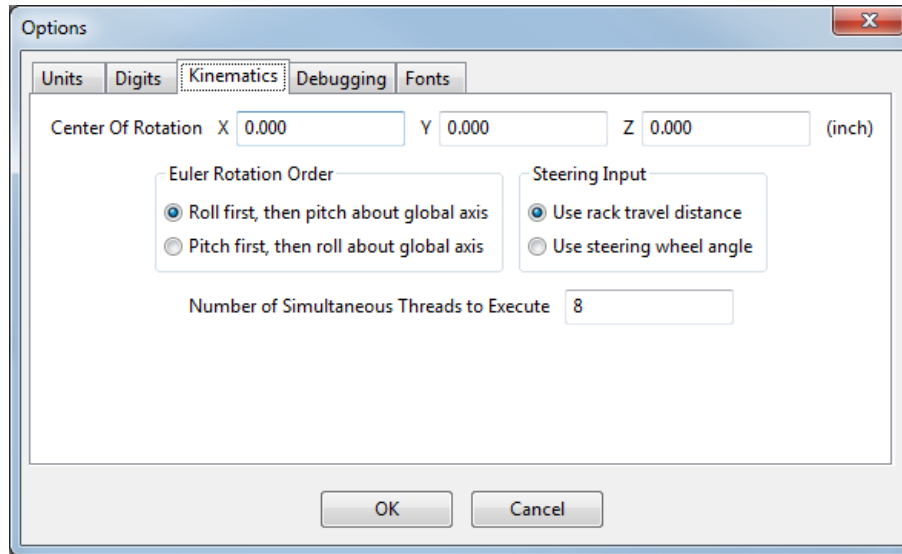 Options
Units Digits Kinematics Debugging Fonts
Center Of Rotation X 0.000 Y 0.000 Z 0.000 (inch)
Euler Rotation Order
Roll first, then pitch about global axis
Pitch first, then roll about global axis
Steering Input
Use rack travel distance
Use steering wheel angle
Number of Simultaneous Threads to Execute 8
OK Cancel